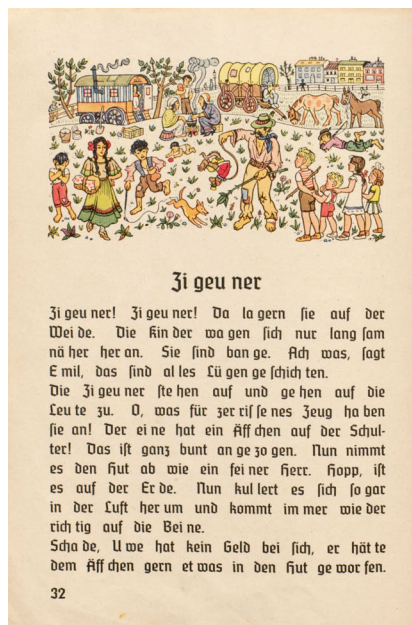 Zi geu ner
Zi geu ner! Zi geu ner! Da la gern sie auf der
Wei de. Die Kin der wa gen sich nur lang sam
nä her her an. Sie sind ban ge. Ach was, sagt
E mil, das sind al les Lü gen ge schich ten.
Die Zi geu ner ste hen auf und ge hen auf die
Leu te zu. O, was für zer ris se nes Zeug ha ben
sie an! Der ei ne hat ein Äff chen auf der Schul-
ter! Das ist ganz bunt an ge zo gen. Nun nimmt
es den Hut ab wie ein fei ner Herr. Hopp, ist
es auf der Er de. Nun kul lert es sich so gar
in der Luft her um und kommt im mer wie der
rich tig auf die Bei ne.
Scha de, U we hat kein Geld bei sich, er hät te
dem Äff chen gern et was in den Hut ge wor fen.
32